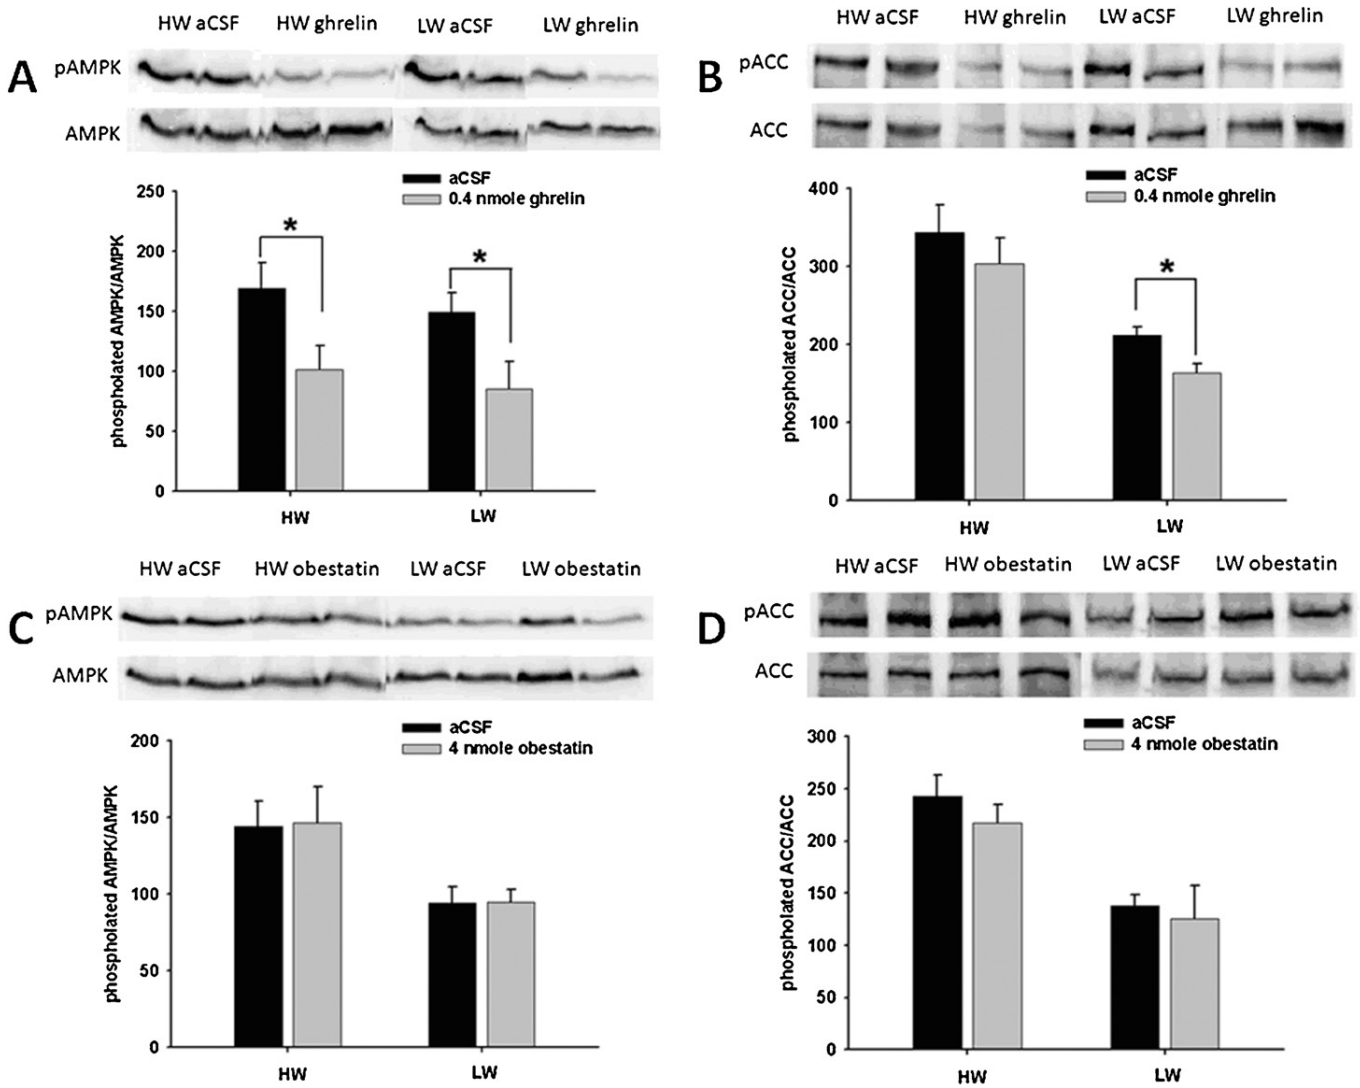 HW aCSF HW ghrelin LW aCSF LW ghrelin
A
pAMPK
AMPK
aCSF
0.4 nmole ghrelin
250
200
150
100
50
0
phospholated AMPK/AMPK
*
*
HW LW
HW aCSF HW ghrelin LW aCSF LW ghrelin
B
pACC
ACC
aCSF
0.4 nmole ghrelin
400
300
200
100
0
phospholated ACC/ACC
*
HW LW
HW aCSF HW obestatin LW aCSF LW obestatin
C
pAMPK
AMPK
aCSF
4 nmole obestatin
200
150
100
50
0
phospholated AMPK/AMPK
HW LW
HW aCSF HW obestatin LW aCSF LW obestatin
D
pACC
ACC
aCSF
4 nmole obestatin
300
250
200
150
100
50
0
phospholated ACC/ACC
HW LW